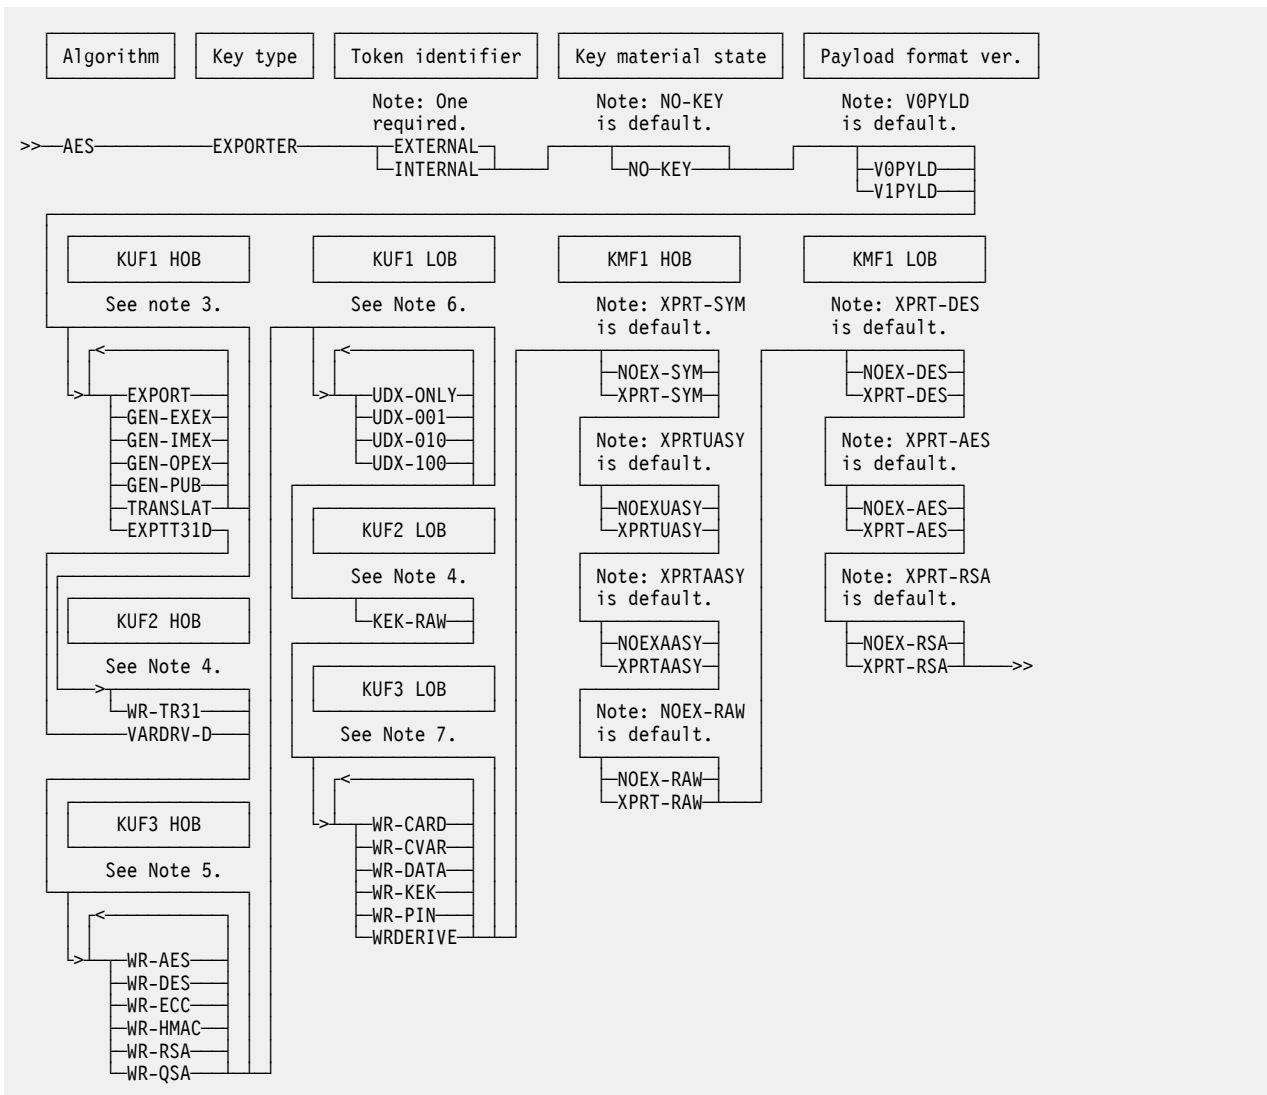 Algorithm Key type Token identifier Key material state Payload format ver.
Note: One Note: NO-KEY Note: V0PYLD
required. is default. is default.
>>—AES EXPORTER EXTERNAL
INTERNAL NO-KEY V0PYLD
V1PYLD
KUF1 HOB KUF1 LOB KMF1 HOB KMF1 LOB
See note 3. See Note 6. Note: XPRT-SYM Note: XPRT-DES
is default. is default.
<
<
NOEX-SYM NOEX-DES
> EXPORT > UDX-ONLY XPRT-SYM XPRT-DES
GEN-EXEX UDX-001
GEN-IMEX UDX-010 Note: XPRTUASY Note: XPRT-AES
GEN-OPEX UDX-100 is default. is default.
GEN-PUB
TRANSLAT NOEXUASY NOEX-AES
EXPTT31D KUF2 LOB XPRTUASY XPRT-AES
See Note 4. Note: XPRTAASY Note: XPRT-RSA
is default. is default.
KUF2 HOB KEK-RAW
NOEXAASY NOEX-RSA
See Note 4. XPRTAASY XPRT-RSA >>
> KUF3 LOB
WR-TR31 Note: NOEX-RAW
VARDRV-D See Note 7. is default.
<
NOEX-RAW
XPRT-RAW
KUF3 HOB > WR-CARD
WR-CVAR
See Note 5. WR-DATA
WR-KEK
< WR-PIN
WRDERIVE
> WR-AES
WR-DES
WR-ECC
WR-HMAC
WR-RSA
WR-QSA